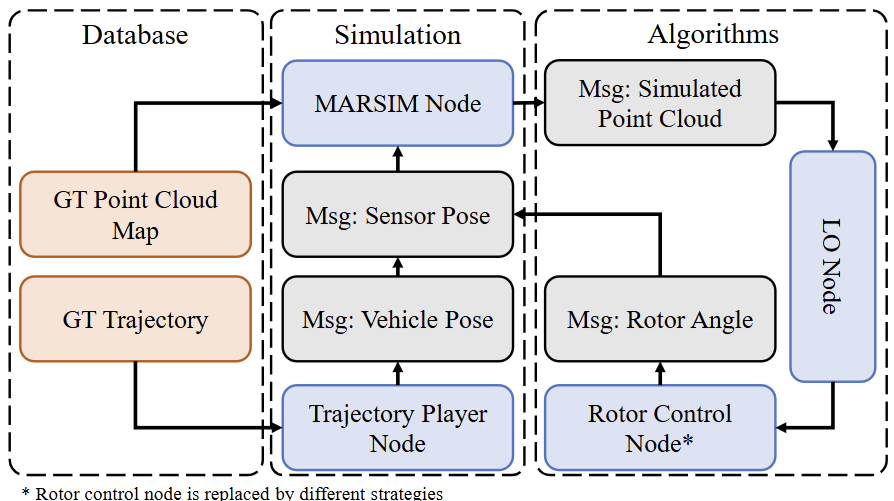 Database
Simulation
Algorithms
MARSIM Node
Msg: Simulated
Point Cloud
GT Point Cloud
Map
Msg: Sensor Pose
LO Node
GT Trajectory
Msg: Vehicle Pose
Msg: Rotor Angle
Trajectory Player
Node
Rotor Control
Node*
* Rotor control node is replaced by different strategies